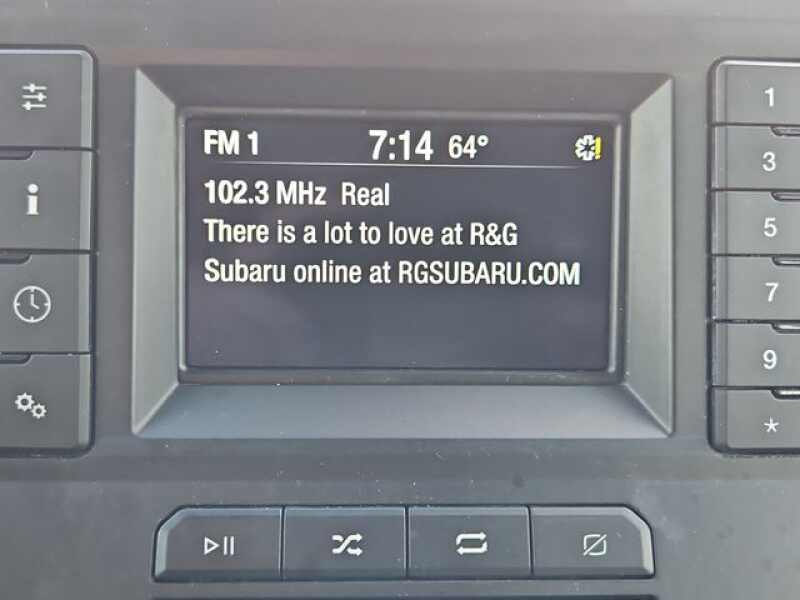 FM 1 7:14 64°
102.3 MHz Real
There is a lot to love at R&G
Subaru online at RGSUBARU.COM
i
1
3
5
7
9
*